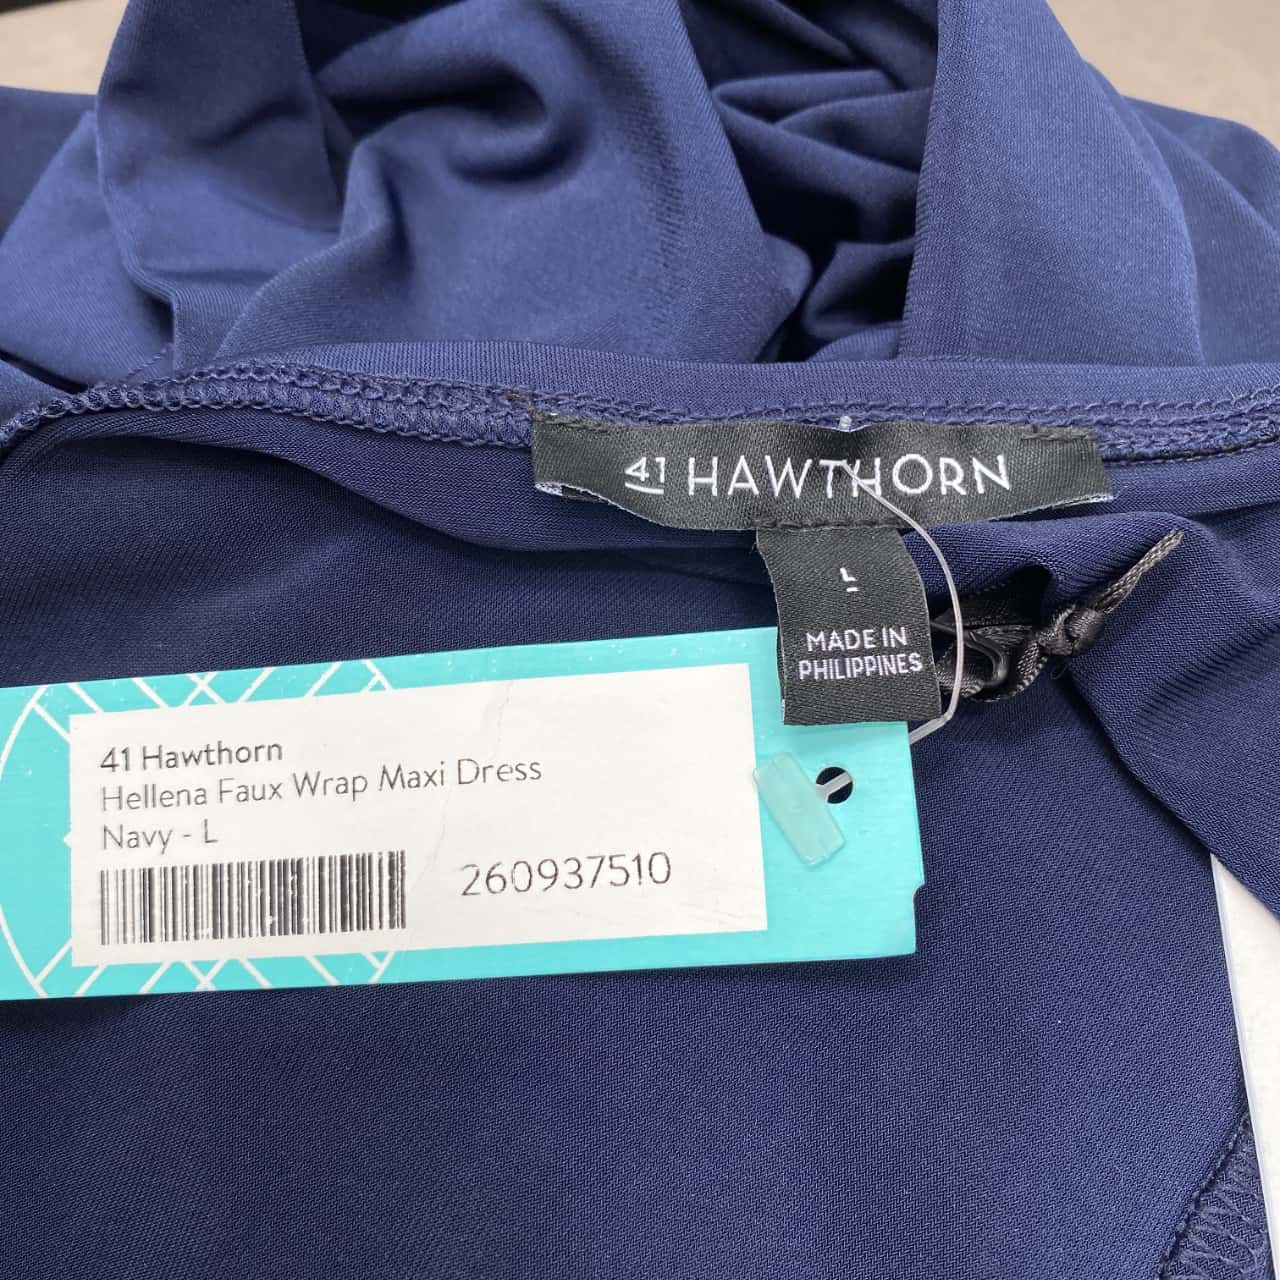 41 HAWTHORN
L
MADE IN
PHILIPPINES
41 Hawthorn
Hellena Faux Wrap Maxi Dress
Navy - L
260937510